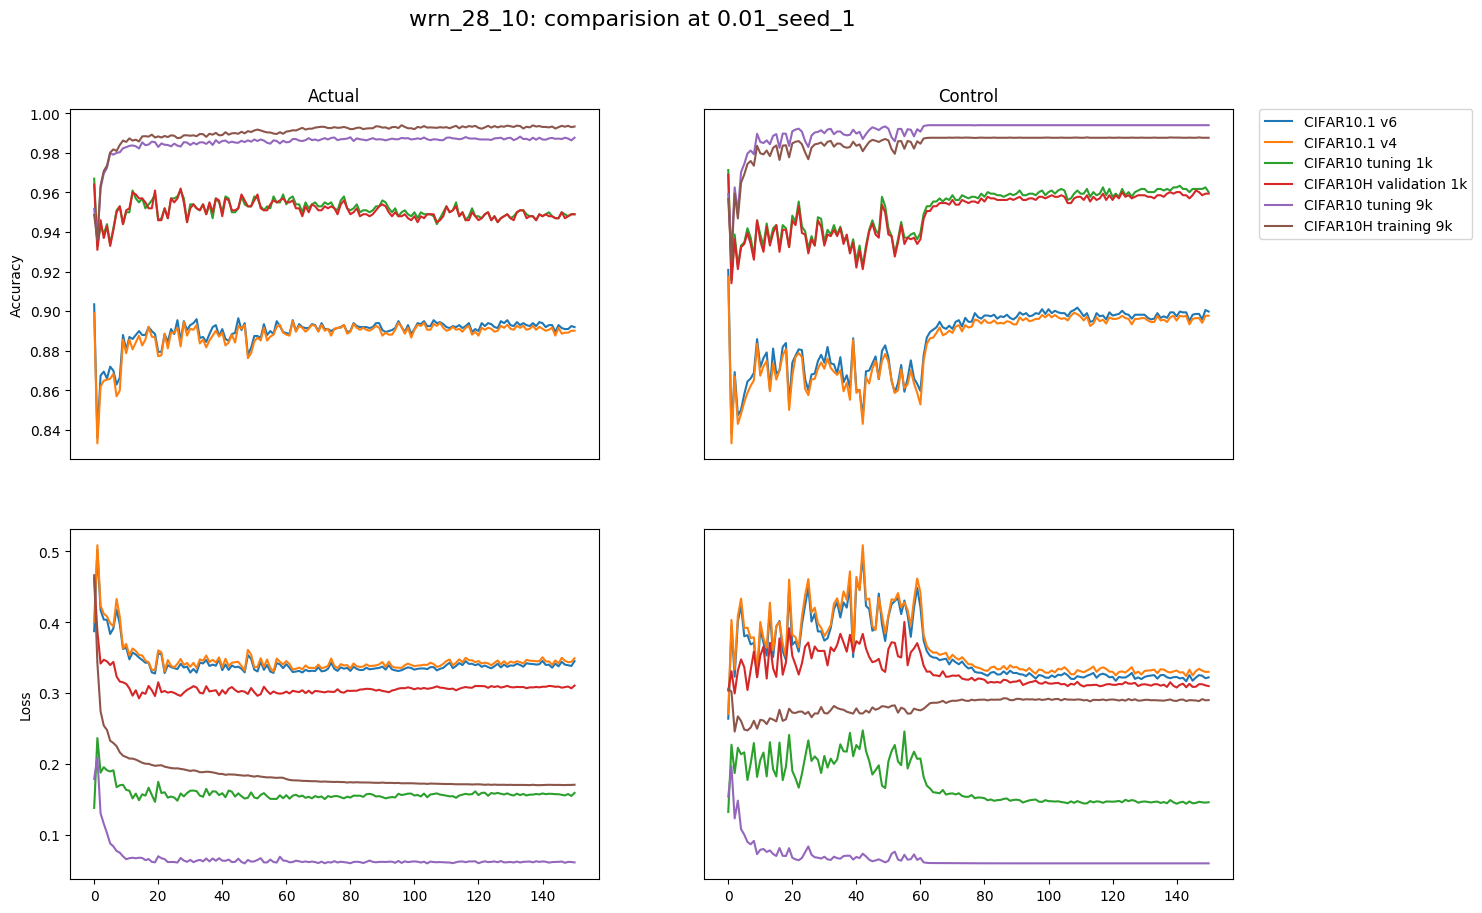 wrn_28_10: comparision at 0.01_seed_1
Actual
Control
CIFAR10.1 v6
CIFAR10.1 v4
CIFAR10 tuning 1k
CIFAR10H validation 1k
CIFAR10 tuning 9k
CIFAR10H training 9k
Accuracy
1.00
0.98
0.96
0.94
0.92
0.90
0.88
0.86
0.84
Loss
0.5
0.4
0.3
0.2
0.1
0 20 40 60 80 100 120 140
0 20 40 60 80 100 120 140